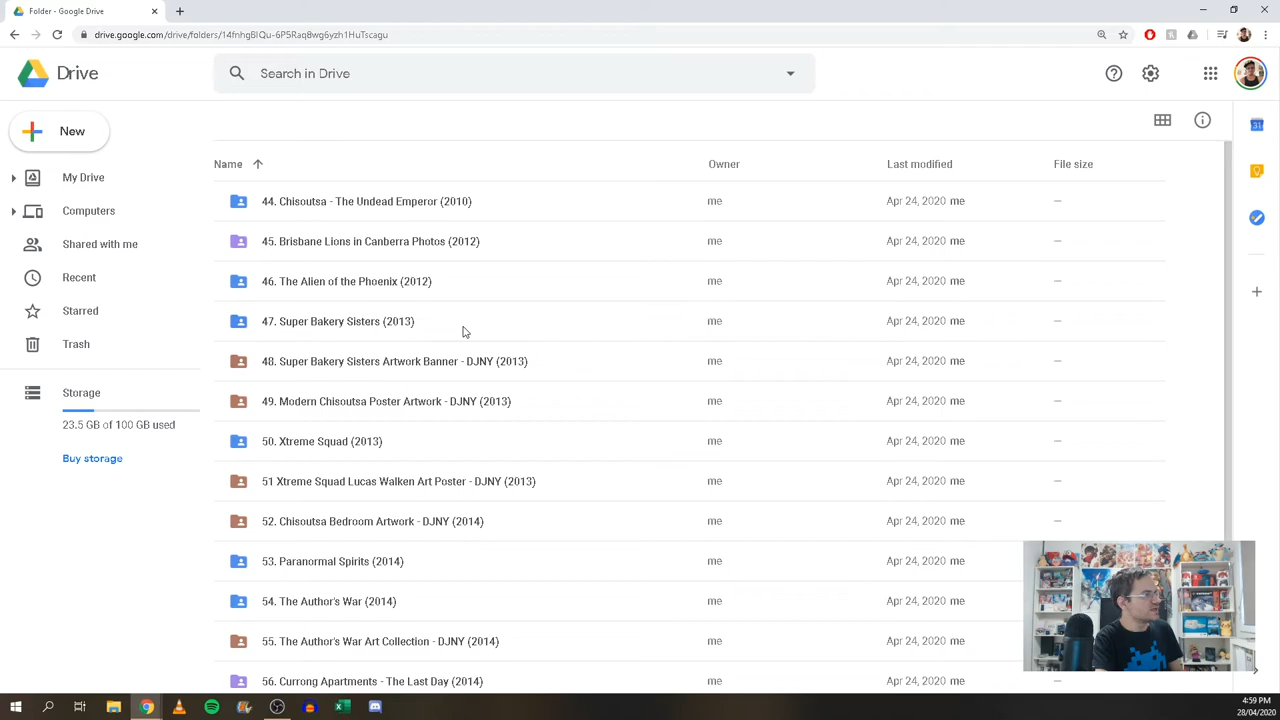 Folder - Google Drive
drive.google.com/drive/folders/14fnhgBIQu-6P5Raq8wg6yzh1HuTscagu
Drive
Search in Drive
New
My Drive
Computers
Shared with me
Recent
Starred
Trash
Storage
23.5 GB of 100 GB used
Buy storage
Name Owner Last modified File size
44. Chisoutsa - The Undead Emperor (2010) me Apr 24, 2020 me —
45. Brisbane Lions in Canberra Photos (2012) me Apr 24, 2020 me —
46. The Alien of the Phoenix (2012) me Apr 24, 2020 me —
47. Super Bakery Sisters (2013) me Apr 24, 2020 me —
48. Super Bakery Sisters Artwork Banner - DJNY (2013) me Apr 24, 2020 me —
49. Modern Chisoutsa Poster Artwork - DJNY (2013) me Apr 24, 2020 me —
50. Xtreme Squad (2013) me Apr 24, 2020 me —
51 Xtreme Squad Lucas Walken Art Poster - DJNY (2013) me Apr 24, 2020 me —
52. Chisoutsa Bedroom Artwork - DJNY (2014) me Apr 24, 2020 me —
53. Paranormal Spirits (2014) me Apr 24, 2020 me
54. The Author's War (2014) me Apr 24, 2020 me
55. The Author's War Art Collection - DJNY (2014) me Apr 24, 2020 me
56. Currong Apartments - The Last Day (2014) me Apr 24, 2020 me
31
4:59 PM
28/04/2020